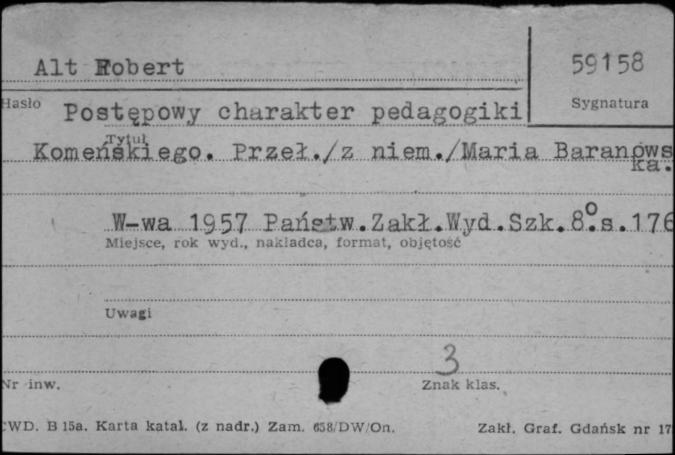 Alt Robert
59158
Hasło
Sygnatura
Postępowy charakter pedagogiki
Tytuł
Komeńskiego. Przeł./z niem./Maria Baranows
ka.
W-wa 1957 Państw.Zakł.Wyd.Szk.8°.s.176
Miejsce, rok wyd., nakładca, format, objętość
Uwagi
3
Nr inw.
Znak klas.
CWD. B 15a. Karta katal. (z nadr.) Zam. 658/DW/On.
Zakł. Graf. Gdańsk nr 17